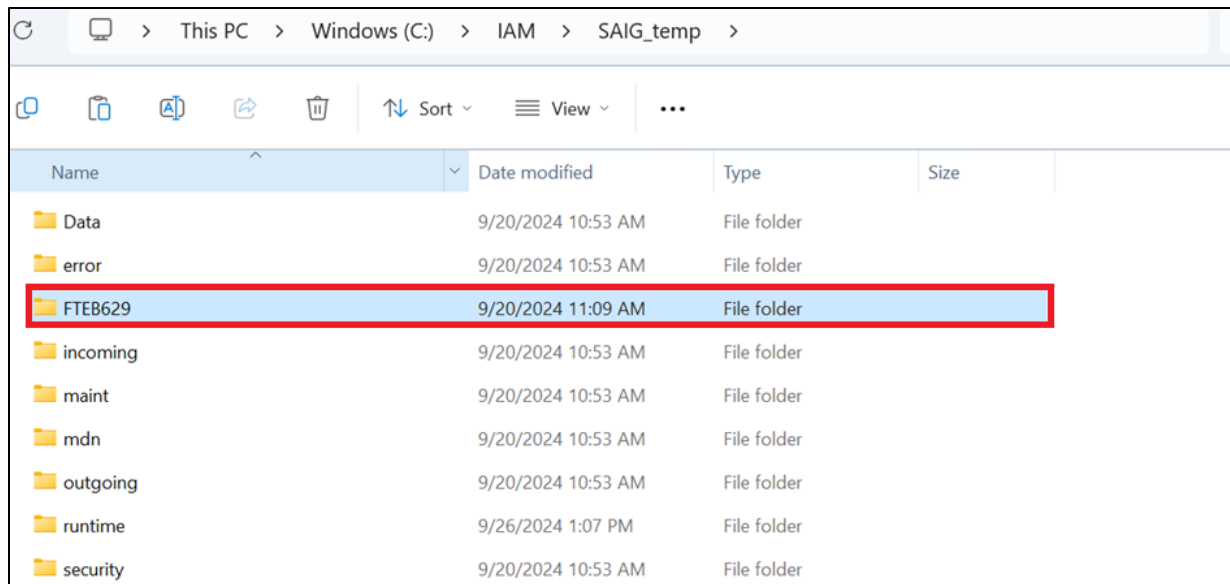 This PC > Windows (C:) > IAM > SAIG_temp >
Sort View ...
Name Date modified Type Size
Data 9/20/2024 10:53 AM File folder
error 9/20/2024 10:53 AM File folder
FTEB629 9/20/2024 11:09 AM File folder
incoming 9/20/2024 10:53 AM File folder
maint 9/20/2024 10:53 AM File folder
mdn 9/20/2024 10:53 AM File folder
outgoing 9/20/2024 10:53 AM File folder
runtime 9/26/2024 1:07 PM File folder
security 9/20/2024 10:53 AM File folder